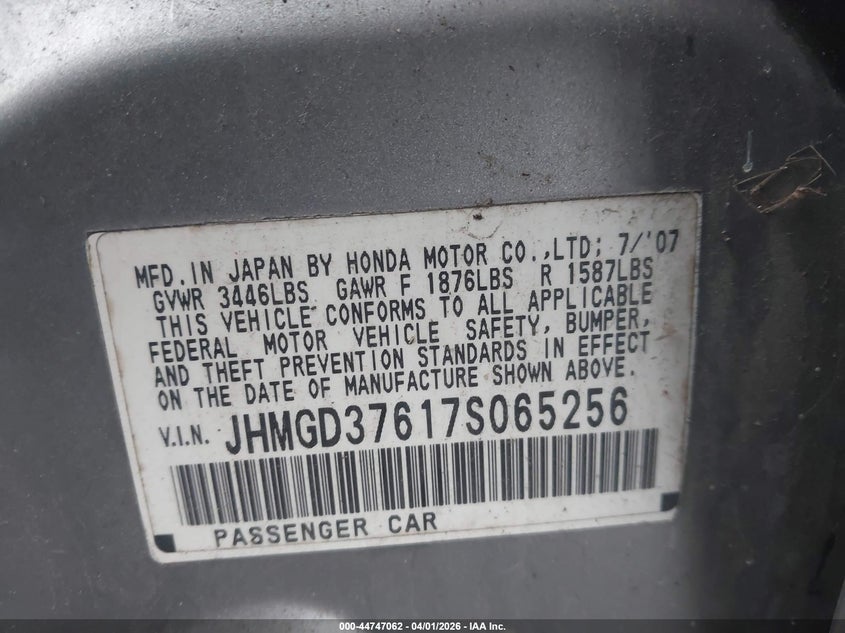 MFD.IN JAPAN BY HONDA MOTOR CO.,LTD; 7/'07
GVWR 3446LBS GAWR F 1876LBS R 1587LBS
THIS VEHICLE CONFORMS TO ALL APPLICABLE
FEDERAL MOTOR VEHICLE SAFETY, BUMPER,
AND THEFT PREVENTION STANDARDS IN EFFECT
ON THE DATE OF MANUFACTURE SHOWN ABOVE.
V.I.N. JHMGD37617S065256
PASSENGER CAR
000-44747062 - 04/01/2026 - IAA Inc.